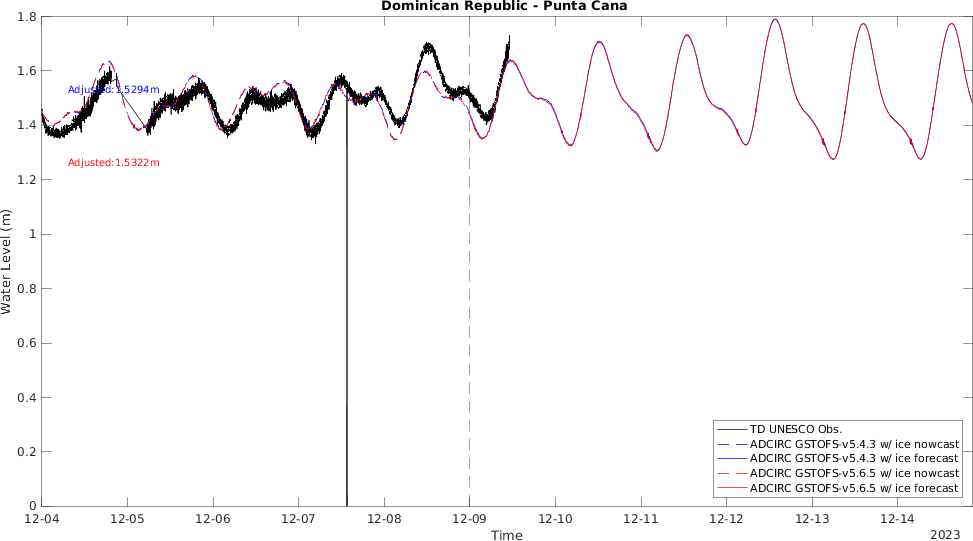 Dominican Republic - Punta Cana
1.8
1.6
1.4
1.2
1
0.8
0.6
0.4
0.2
0
Water Level (m)
Adjusted:1.5294m
Adjusted:1.5322m
TD UNESCO Obs.
ADCIRC GSTOFS-v5.4.3 w/ ice nowcast
ADCIRC GSTOFS-v5.4.3 w/ ice forecast
ADCIRC GSTOFS-v5.6.5 w/ ice nowcast
ADCIRC GSTOFS-v5.6.5 w/ ice forecast
12-04 12-05 12-06 12-07 12-08 12-09 12-10 12-11 12-12 12-13 12-14
Time
2023